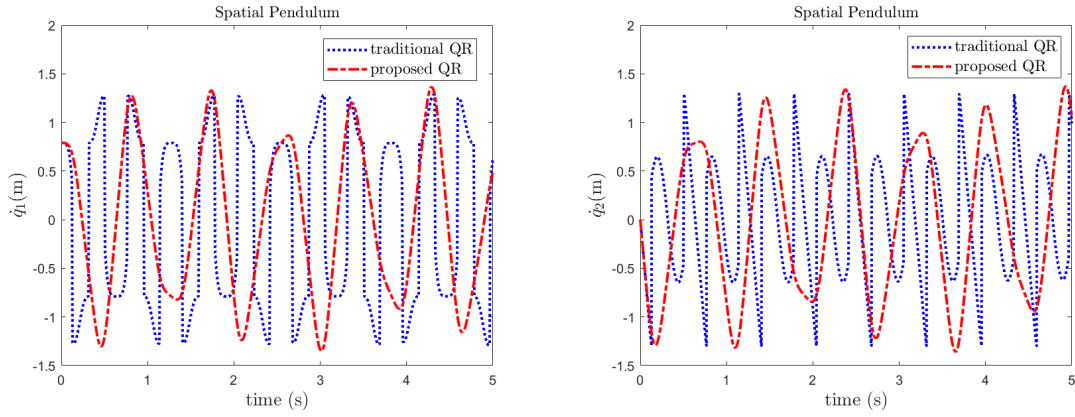 Spatial Pendulum
traditional QR
proposed QR
2
1.5
1
0.5
0
-0.5
-1
-1.5
q̇₁(m)
0 1 2 3 4 5
time (s)
Spatial Pendulum
traditional QR
proposed QR
2
1.5
1
0.5
0
-0.5
-1
-1.5
q̇₂(m)
0 1 2 3 4 5
time (s)